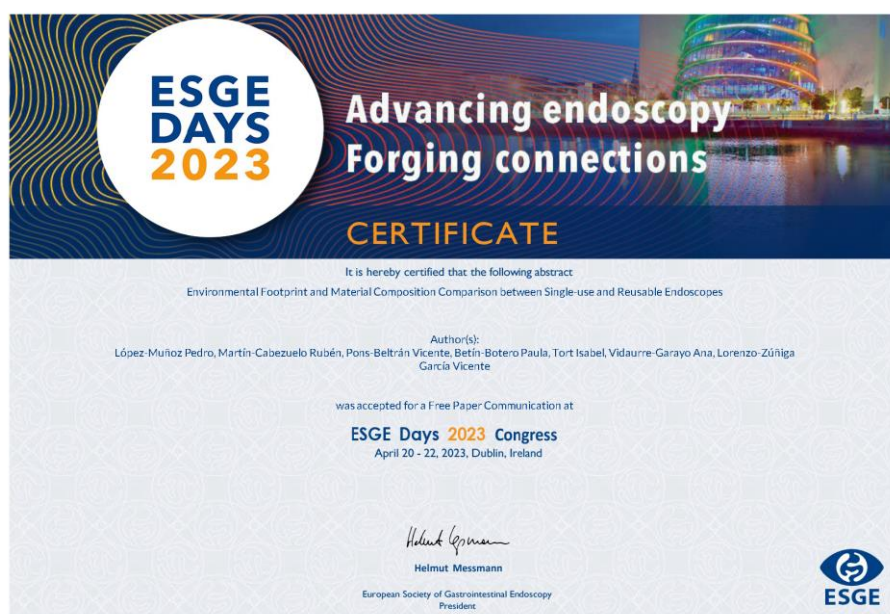 ESGE
DAYS
2023
Advancing endoscopy
Forging connections
CERTIFICATE
It is hereby certified that the following abstract
Environmental Footprint and Material Composition Comparison between Single-use and Reusable Endoscopes
Author(s):
López-Muñoz Pedro, Martín-Cabezuelo Rubén, Pons-Beltrán Vicente, Betín-Botero Paula, Tort Isabel, Vidaurre-Garayo Ana, Lorenzo-Zúñiga
García Vicente
was accepted for a Free Paper Communication at
ESGE Days 2023 Congress
April 20 - 22, 2023, Dublin, Ireland
Helmut Messmann
European Society of Gastrointestinal Endoscopy
President
ESGE